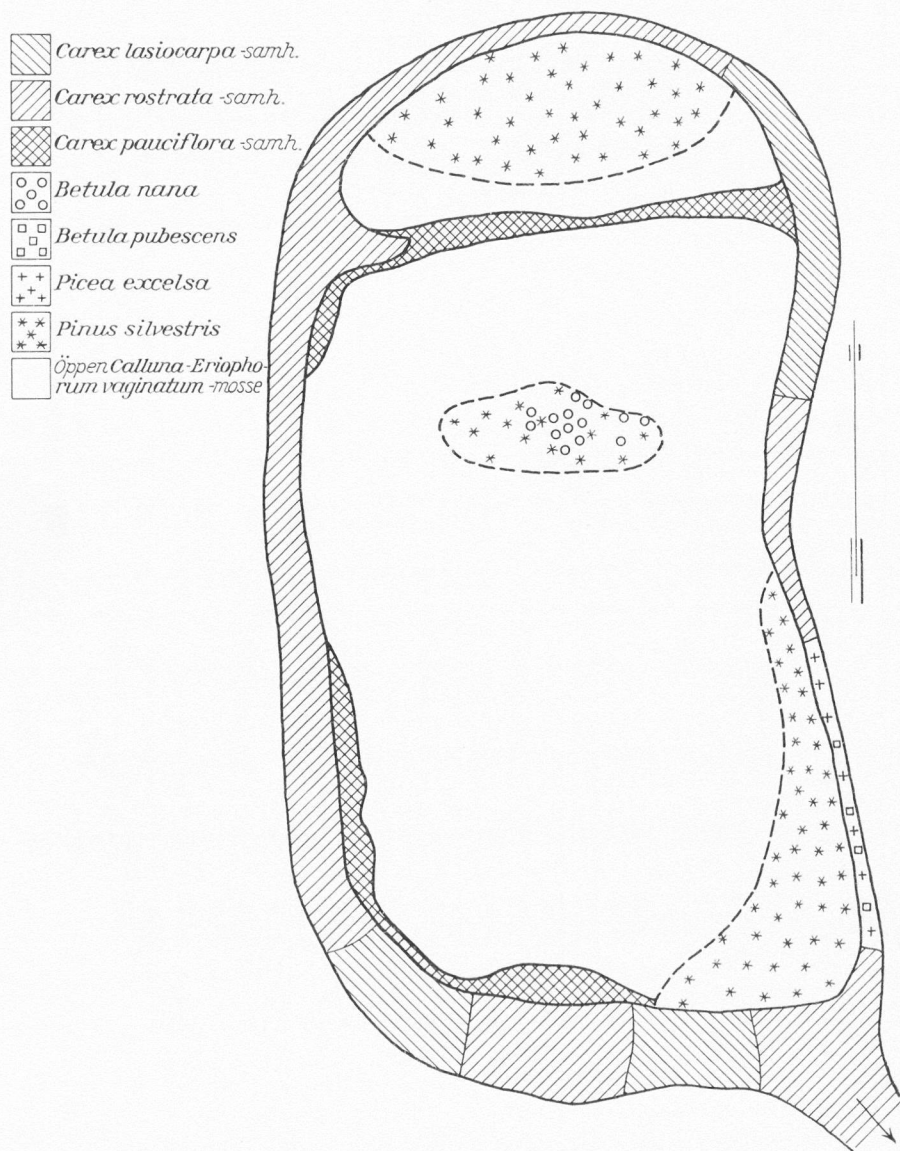 Carex lasiocarpa -samh.
Carex rostrata -samh.
Carex pauciflora -samh.
Betula nana
Betula pubescens
Picea excelsa
Pinus silvestris
Öppen Calluna-Eriopho-
rum vaginatum -mosse